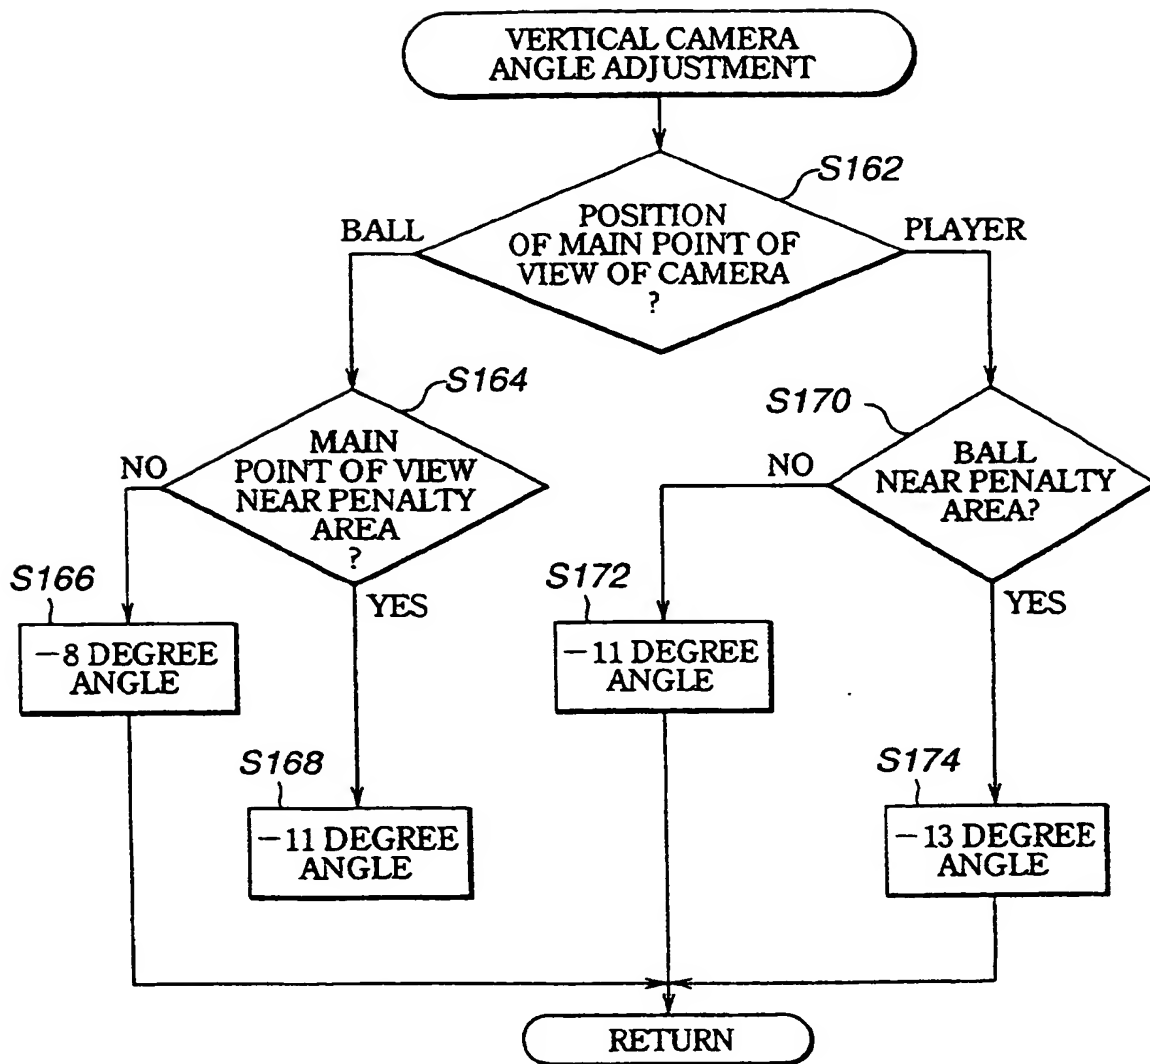 VERTICAL CAMERA
ANGLE ADJUSTMENT
S162
POSITION
OF MAIN POINT OF
VIEW OF CAMERA
?
BALL
PLAYER
S164
MAIN
POINT OF VIEW
NEAR PENALTY
AREA
?
NO
YES
S170
BALL
NEAR PENALTY
AREA?
NO
YES
S166
−8 DEGREE
ANGLE
S168
−11 DEGREE
ANGLE
S172
−11 DEGREE
ANGLE
S174
−13 DEGREE
ANGLE
RETURN